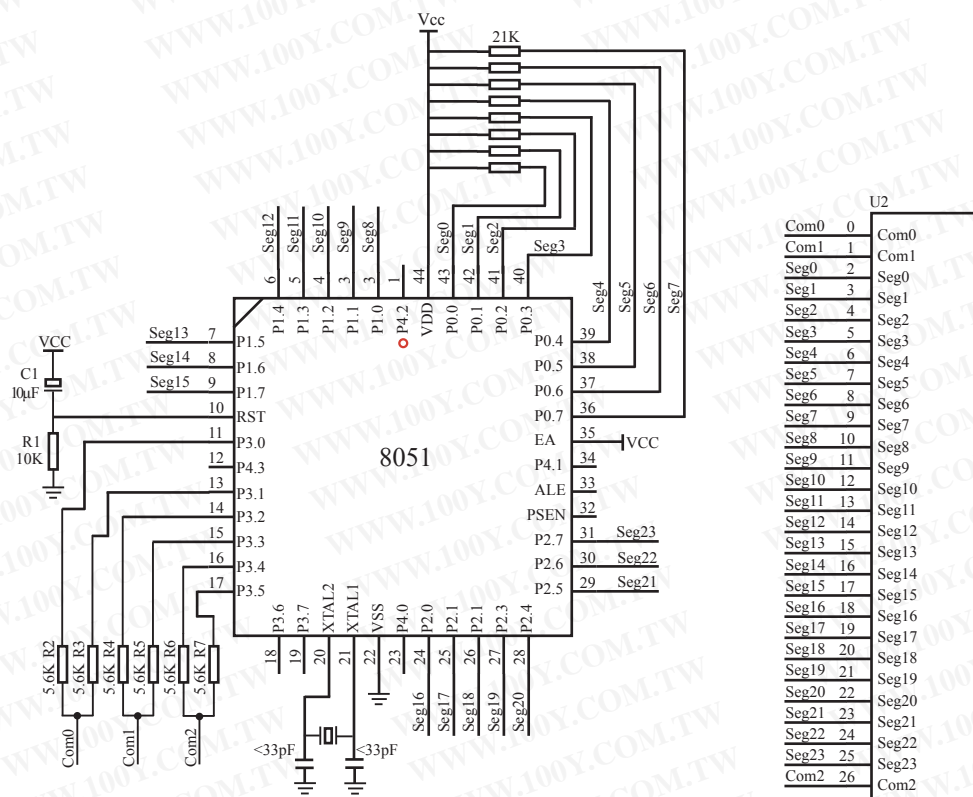 Vcc
21K
Seg12
Seg11
Seg10
Seg9
Seg8
Seg0
Seg1
Seg2
Seg3
Seg4
Seg5
Seg6
Seg7
6
5
4
3
3
1
44
43
42
41
40
P1.4
P1.3
P1.2
P1.1
P1.0
P4.2
VDD
P0.0
P0.1
P0.2
P0.3
VCC
C1
10μF
R1
10K
Seg13 7 P1.5
Seg14 8 P1.6
Seg15 9 P1.7
10 RST
11 P3.0
12 P4.3
13 P3.1
14 P3.2
15 P3.3
16 P3.4
17 P3.5
8051
P0.4 39
P0.5 38
P0.6 37
P0.7 36
EA 35 VCC
P4.1 34
ALE 33
PSEN 32
P2.7 31 Seg23
P2.6 30 Seg22
P2.5 29 Seg21
P3.6
P3.7
XTAL2
XTAL1
VSS
P4.0
P2.0
P2.1
P2.1
P2.3
P2.4
18
19
20
21
22
23
24
25
26
27
28
Seg16
Seg17
Seg18
Seg19
Seg20
5.6K R2
5.6K R3
5.6K R4
5.6K R5
5.6K R6
5.6K R7
Com0
Com1
Com2
<33pF
<33pF
U2
Com0 0 Com0
Com1 1 Com1
Seg0 2 Seg0
Seg1 3 Seg1
Seg2 4 Seg2
Seg3 5 Seg3
Seg4 6 Seg4
Seg5 7 Seg5
Seg6 8 Seg6
Seg7 9 Seg7
Seg8 10 Seg8
Seg9 11 Seg9
Seg10 12 Seg10
Seg11 13 Seg11
Seg12 14 Seg12
Seg13 15 Seg13
Seg14 16 Seg14
Seg15 17 Seg15
Seg16 18 Seg16
Seg17 19 Seg17
Seg18 20 Seg18
Seg19 21 Seg19
Seg20 22 Seg20
Seg21 23 Seg21
Seg22 24 Seg22
Seg23 25 Seg23
Com2 26 Com2
WWW.100Y.COM.TW